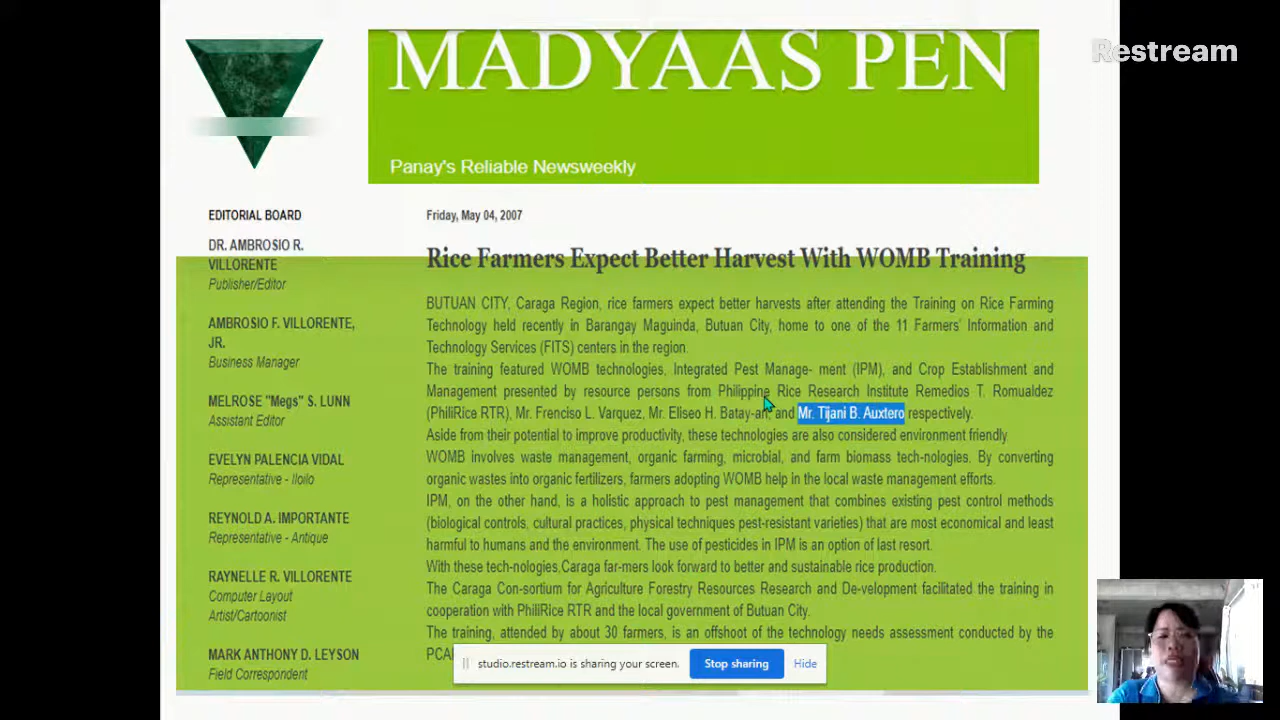 MADYAAS PEN
Restream
Panay's Reliable Newsweekly
EDITORIAL BOARD
DR. AMBROSIO R.
VILLORENTE
Publisher/Editor
AMBROSIO F. VILLORENTE,
JR.
Business Manager
MELROSE "Megs" S. LUNN
Assistant Editor
EVELYN PALENCIA VIDAL
Representative - Iloilo
REYNOLD A. IMPORTANTE
Representative - Antique
RAYNELLE R. VILLORENTE
Computer Layout
Artist/Cartoonist
MARK ANTHONY D. LEYSON
Field Correspondent
Friday, May 04, 2007
Rice Farmers Expect Better Harvest With WOMB Training
BUTUAN CITY, Caraga Region, rice farmers expect better harvests after attending the Training on Rice Farming
Technology held recently in Barangay Maguinda, Butuan City, home to one of the 11 Farmers' Information and
Technology Services (FITS) centers in the region.
The training featured WOMB technologies, Integrated Pest Manage- ment (IPM), and Crop Establishment and
Management presented by resource persons from Philippine Rice Research Institute Remedios T. Romualdez
(PhilRice RTR), Mr. Frenciso L. Varquez, Mr. Eliseo H. Batay-an, and Mr. Tijani B. Auxtero respectively.
Aside from their potential to improve productivity, these technologies are also considered environment friendly.
WOMB involves waste management, organic farming, microbial, and farm biomass tech-nologies. By converting
organic wastes into organic fertilizers, farmers adopting WOMB help in the local waste management efforts.
IPM, on the other hand, is a holistic approach to pest management that combines existing pest control methods
(biological controls, cultural practices, physical techniques pest-resistant varieties) that are most economical and least
harmful to humans and the environment. The use of pesticides in IPM is an option of last resort.
With these tech-nologies,Caraga far-mers look forward to better and sustainable rice production.
The Caraga Con-sortium for Agriculture Forestry Resources Research and De-velopment facilitated the training in
cooperation with PhilRice RTR and the local government of Butuan City.
The training, attended by about 30 farmers, is an offshoot of the technology needs assessment conducted by the
studio.restream.io is sharing your screen.
Stop sharing
Hide